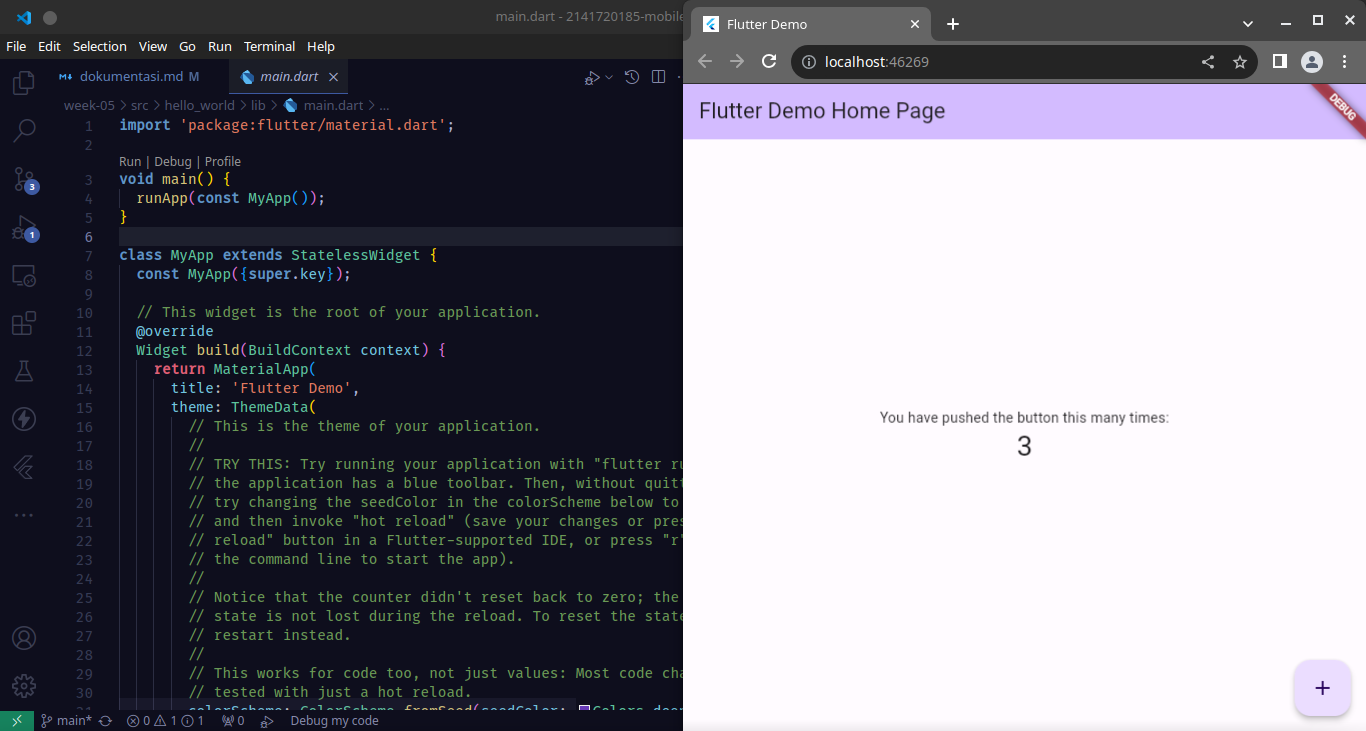 main.dart - 2141720185-mobile
File Edit Selection View Go Run Terminal Help
dokumentasi.md M main.dart
week-05 > src > hello_world > lib > main.dart > ...
1 import 'package:flutter/material.dart';
2
Run | Debug | Profile
3 void main() {
4 runApp(const MyApp());
5 }
6
7 class MyApp extends StatelessWidget {
8 const MyApp({super.key});
9
10 // This widget is the root of your application.
11 @override
12 Widget build(BuildContext context) {
13 return MaterialApp(
14 title: 'Flutter Demo',
15 theme: ThemeData(
16 // This is the theme of your application.
17 //
18 // TRY THIS: Try running your application with "flutter ru
19 // the application has a blue toolbar. Then, without quitt
20 // try changing the seedColor in the colorScheme below to
21 // and then invoke "hot reload" (save your changes or pres
22 // reload" button in a Flutter-supported IDE, or press "r"
23 // the command line to start the app).
24 //
25 // Notice that the counter didn't reset back to zero; the
26 // state is not lost during the reload. To reset the state
27 // restart instead.
28 //
29 // This works for code too, not just values: Most code cha
30 // tested with just a hot reload.
31 colorScheme: ColorScheme.fromSeed(seedColor: Colors.deep
3
1
main* 0 1 1 0 Debug my code
Flutter Demo
localhost:46269
Flutter Demo Home Page
DEBUG
You have pushed the button this many times:
3
+